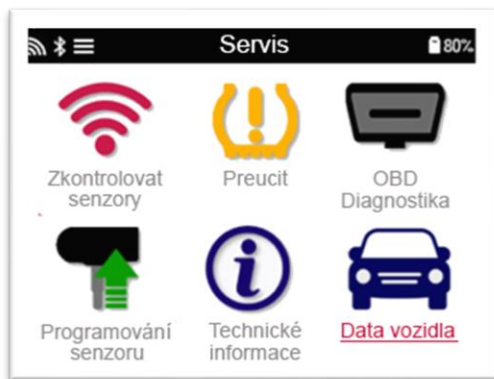 Servis
80%
Zkontrolovat
senzory
Preucit
OBD
Diagnostika
Programování
senzoru
Technické
informace
Data vozidla